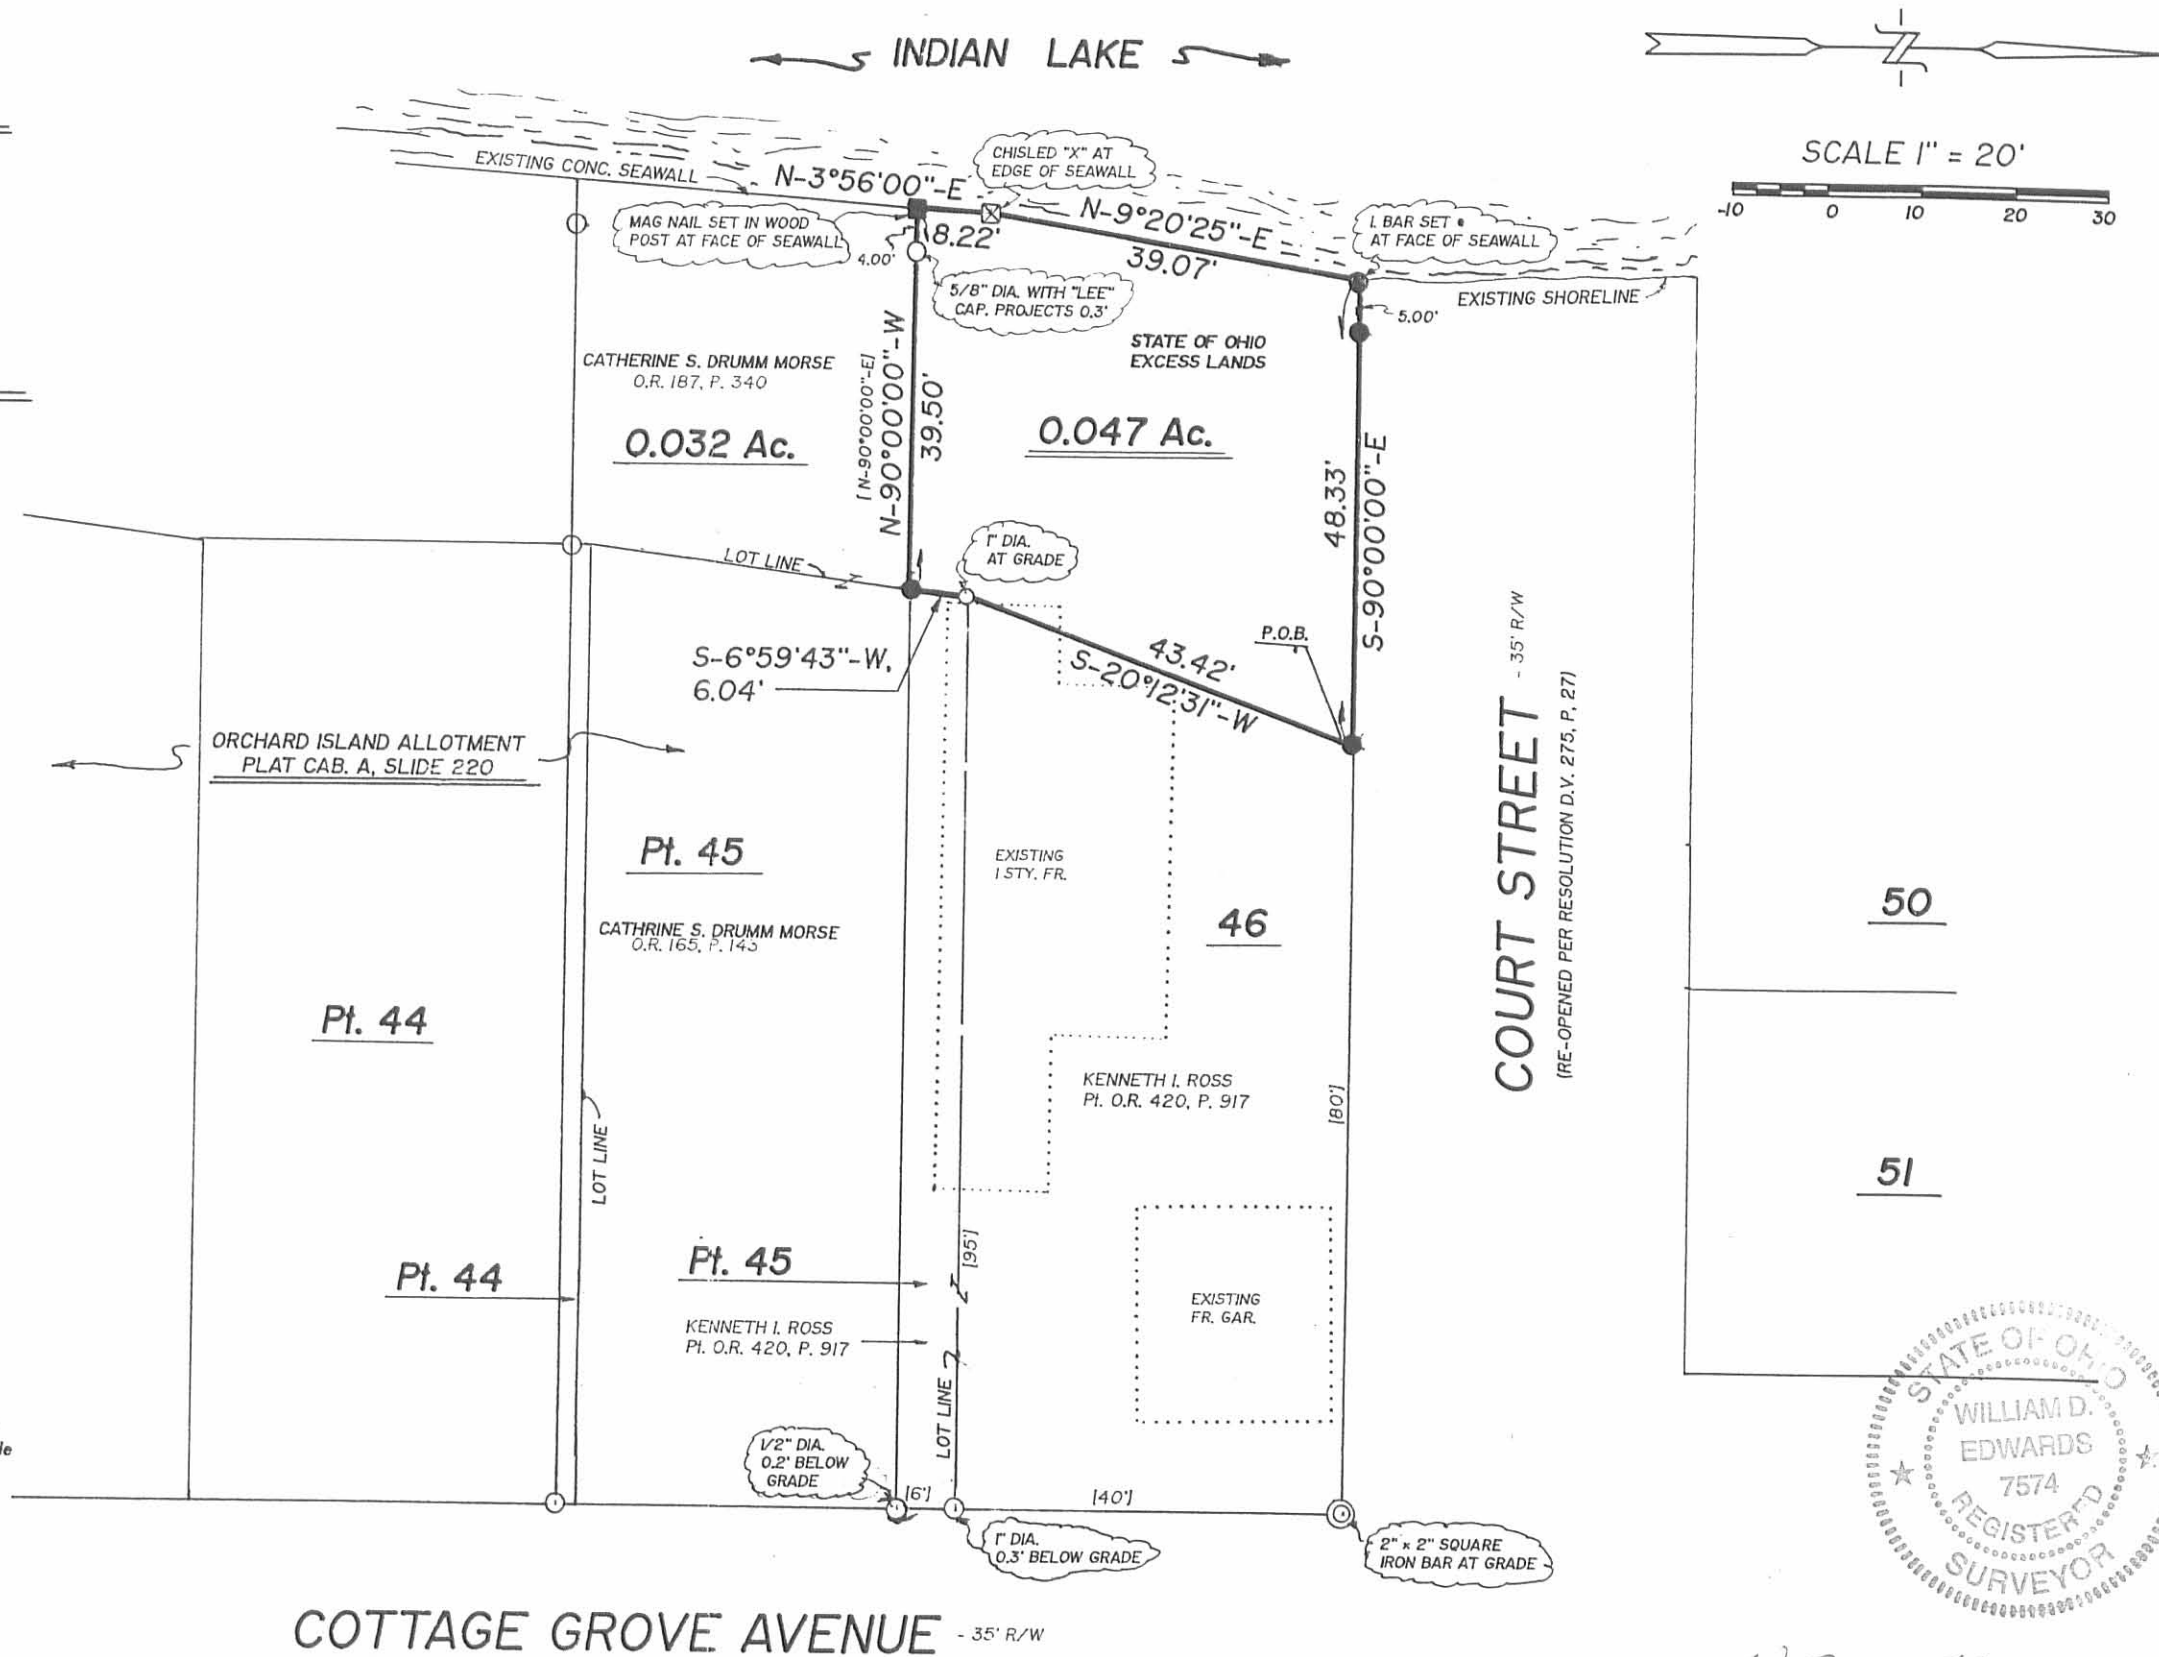 INDIAN LAKE
SCALE 1" = 20'
-10 0 10 20 30
EXISTING CONC. SEAWALL
N-3°56'00"-E
CHISLED "X" AT
EDGE OF SEAWALL
N-9°20'25"-E
39.07'
MAG NAIL SET IN WOOD
POST AT FACE OF SEAWALL
8.22'
4.00'
I. BAR SET
AT FACE OF SEAWALL
EXISTING SHORELINE
5.00'
5/8" DIA. WITH "LEE"
CAP. PROJECTS 0.3'
STATE OF OHIO
EXCESS LANDS
CATHERINE S. DRUMM MORSE
O.R. 187, P. 340
0.032 Ac.
0.047 Ac.
[N-90°00'00"-E]
N-90°00'00"-W
39.50'
48.33'
S-90°00'00"-E
LOT LINE
1" DIA.
AT GRADE
S-6°59'43"-W,
6.04'
43.42'
S-20°12'31"-W
P.O.B.
ORCHARD ISLAND ALLOTMENT
PLAT CAB. A, SLIDE 220
COURT STREET - 35' R/W
(RE-OPENED PER RESOLUTION D.V. 275, P, 27)
Pt. 45
EXISTING
1 STY. FR.
46
50
CATHRINE S. DRUMM MORSE
O.R. 165, P. 143
Pt. 44
KENNETH I. ROSS
Pt. O.R. 420, P. 917
[80']
LOT LINE
51
Pt. 45
[95']
Pt. 44
EXISTING
FR. GAR.
KENNETH I. ROSS
Pt. O.R. 420, P. 917
LOT LINE
1/2" DIA.
0.2' BELOW
GRADE
[6']
[40']
1" DIA.
0.3' BELOW GRADE
2" x 2" SQUARE
IRON BAR AT GRADE
STATE OF OHIO
WILLIAM D.
EDWARDS
7574
REGISTERED
SURVEYOR
COTTAGE GROVE AVENUE - 35' R/W